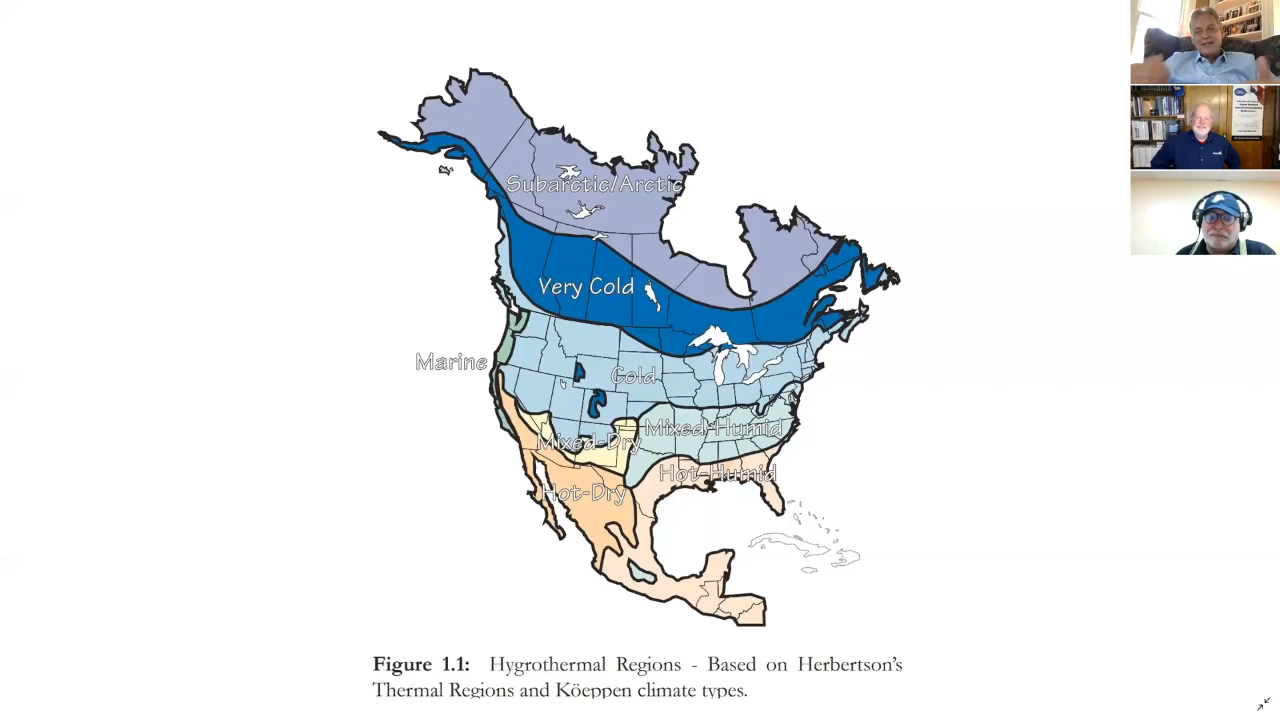 Subarctic/Arctic
Very Cold
Marine
Cold
Mixed-Humid
Mixed-Dry
Hot-Humid
Hot-Dry
Figure 1.1: Hygrothermal Regions - Based on Herbertson's
Thermal Regions and Köeppen climate types.